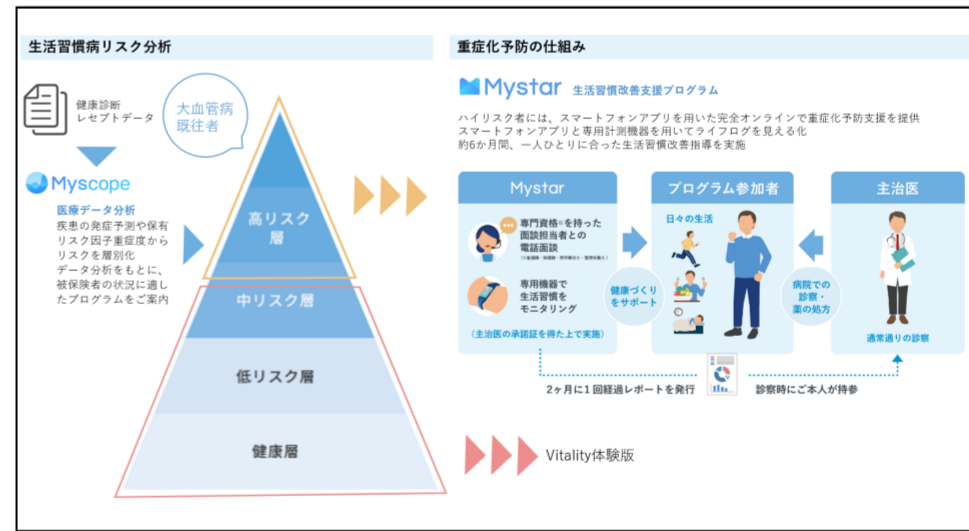 生活習慣病リスク分析
健康診断
レセプトデータ
大血管病
既往者
Myscope
医療データ分析
疾患の発症予測や保有
リスク因子重症度から
リスクを層別化
データ分析をもとに、
被保険者の状況に適し
たプログラムをご案内
高リスク
層
中リスク層
低リスク層
健康層
重症化予防の仕組み
Mystar 生活習慣改善支援プログラム
ハイリスク者には、スマートフォンアプリを用いた完全オンラインで重症化予防支援を提供
スマートフォンアプリと専用計測機器を用いてライフログを見える化
約6か月間、一人ひとりに合った生活習慣改善指導を実施
Mystar
専門資格※を持った
面談担当者との
電話面談
専用機器で
生活習慣を
モニタリング
(主治医の承諾証を得た上で実施)
健康づくり
をサポート
プログラム参加者
日々の生活
病院での
診察・
薬の処方
主治医
通常通りの診察
2ヶ月に1回経過レポートを発行
診察時にご本人が持参
Vitality体験版